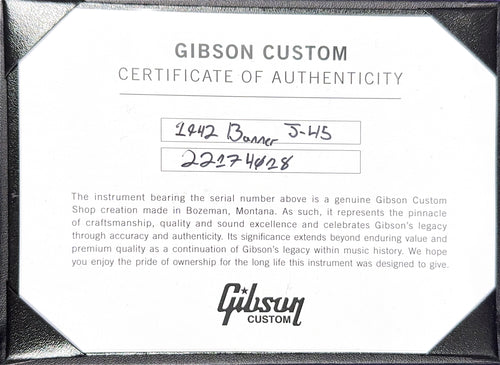 GIBSON CUSTOM
CERTIFICATE OF AUTHENTICITY
1942 Banner J-45
22174018
The instrument bearing the serial number above is a genuine Gibson Custom
Shop creation made in Bozeman, Montana. As such, it represents the pinnacle
of craftsmanship, quality and sound excellence and celebrates Gibson's legacy
through accuracy and authenticity. Its significance extends beyond enduring value and
premium quality as a continuation of Gibson's legacy within music history. We hope
you enjoy the pride of ownership for the long life this instrument was designed to give.
Gibson
CUSTOM